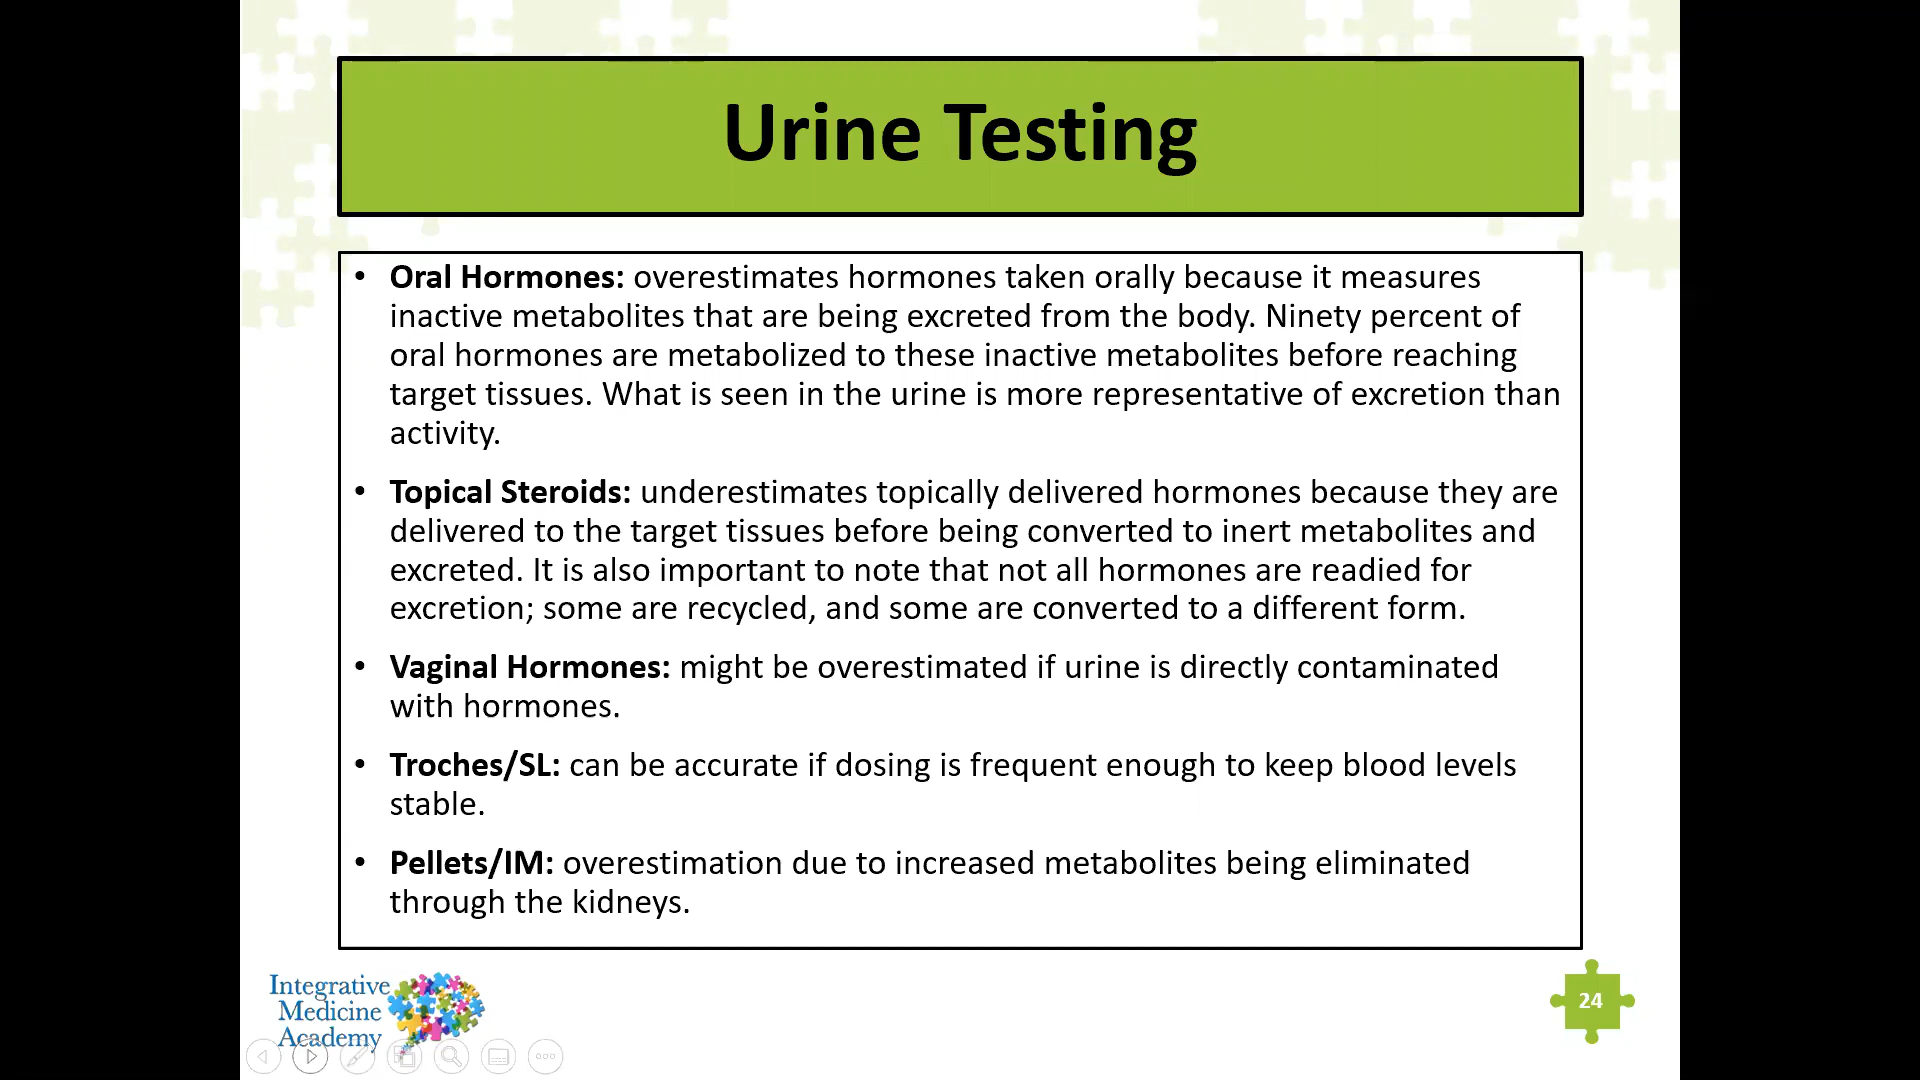 Urine Testing
• Oral Hormones: overestimates hormones taken orally because it measures
inactive metabolites that are being excreted from the body. Ninety percent of
oral hormones are metabolized to these inactive metabolites before reaching
target tissues. What is seen in the urine is more representative of excretion than
activity.
• Topical Steroids: underestimates topically delivered hormones because they are
delivered to the target tissues before being converted to inert metabolites and
excreted. It is also important to note that not all hormones are readied for
excretion; some are recycled, and some are converted to a different form.
• Vaginal Hormones: might be overestimated if urine is directly contaminated
with hormones.
• Troches/SL: can be accurate if dosing is frequent enough to keep blood levels
stable.
• Pellets/IM: overestimation due to increased metabolites being eliminated
through the kidneys.
Integrative
Medicine
Academy
24